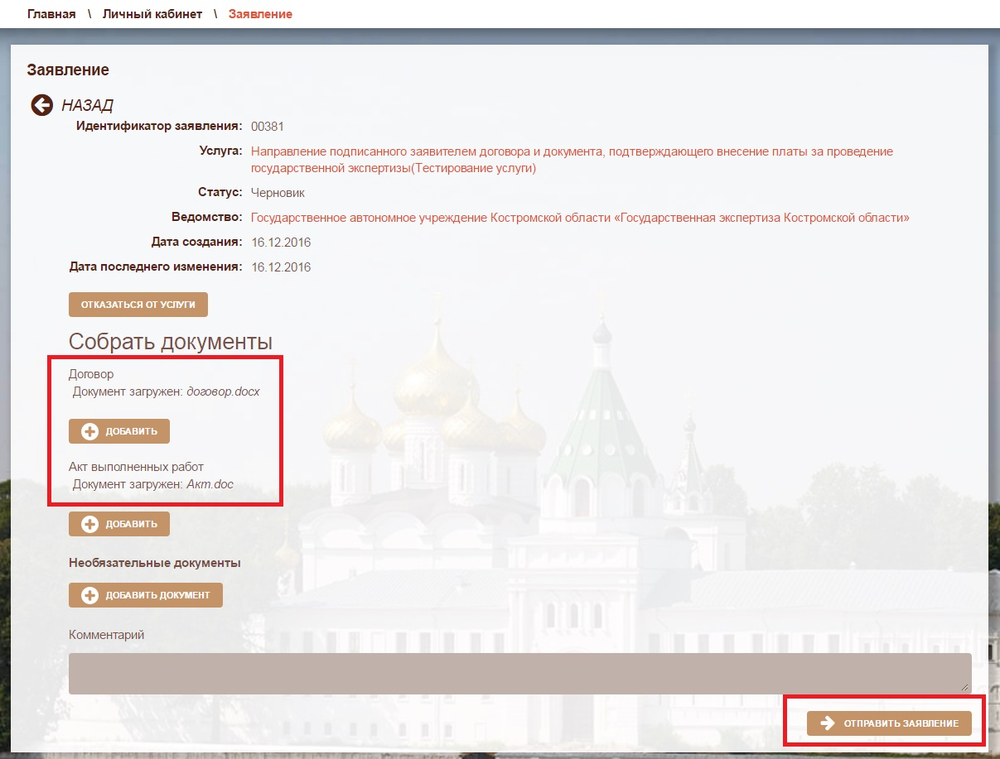 Главная \ Личный кабинет \ Заявление
Заявление
НАЗАД
Идентификатор заявления: 00381
Услуга: Направление подписанного заявителем договора и документа, подтверждающего внесение платы за проведение
государственной экспертизы(Тестирование услуги)
Статус: Черновик
Ведомство: Государственное автономное учреждение Костромской области «Государственная экспертиза Костромской области»
Дата создания: 16.12.2016
Дата последнего изменения: 16.12.2016
ОТКАЗАТЬСЯ ОТ УСЛУГИ
Собрать документы
Договор
Документ загружен: договор.docx
ДОБАВИТЬ
Акт выполненных работ
Документ загружен: Акт.doc
ДОБАВИТЬ
Необязательные документы
ДОБАВИТЬ ДОКУМЕНТ
Комментарий
ОТПРАВИТЬ ЗАЯВЛЕНИЕ